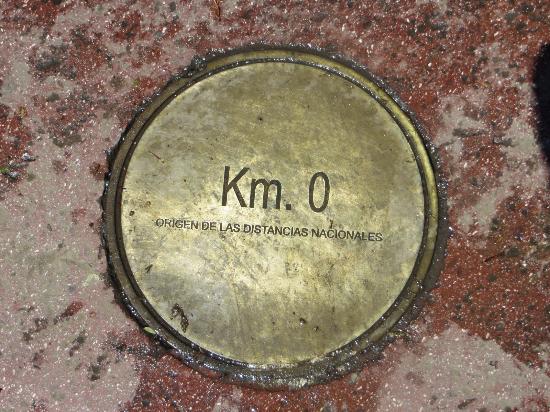 Km. 0
ORIGEN DE LAS DISTANCIAS NACIONALES